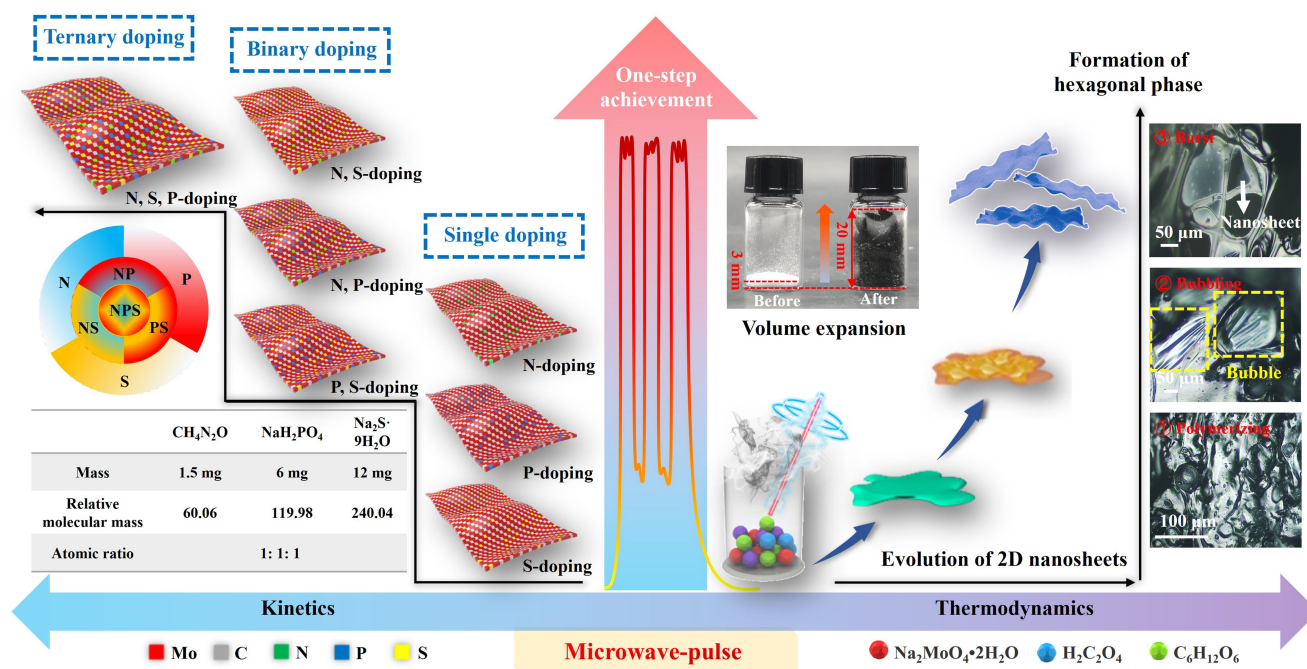 Ternary doping
Binary doping
One-step
achievement
Formation of
hexagonal phase
N, S-doping
N, S, P-doping
N, P-doping
P, S-doping
Single doping
N-doping
P-doping
S-doping
N
P
S
NP
NS
PS
NPS
CH₄N₂O
NaH₂PO₄
Na₂S·
9H₂O
Mass
1.5 mg
6 mg
12 mg
Relative
molecular mass
60.06
119.98
240.04
Atomic ratio
1: 1: 1
3 mm
20 mm
Before
After
Volume expansion
③ Burst
Nanosheet
50 μm
② Bubbling
50 μm
Bubble
① Polymerizing
100 μm
Evolution of 2D nanosheets
Kinetics
Thermodynamics
Mo
C
N
P
S
Microwave-pulse
Na₂MoO₄•2H₂O
H₂C₂O₄
C₆H₁₂O₆